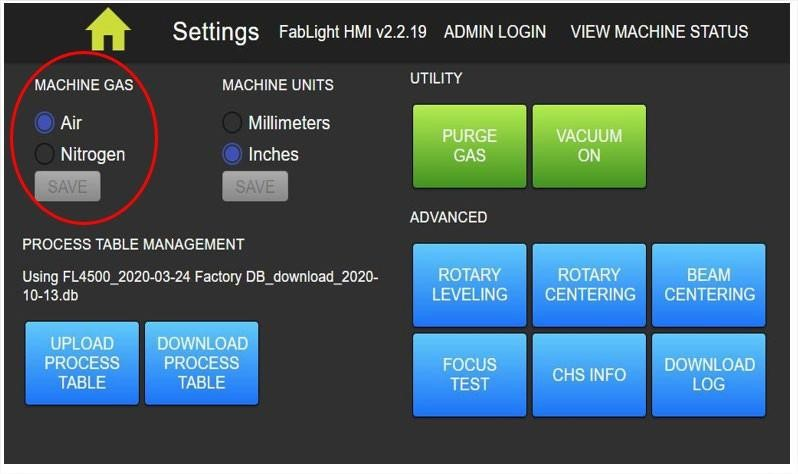 Settings FabLight HMI v2.2.19 ADMIN LOGIN VIEW MACHINE STATUS
MACHINE GAS
Air
Nitrogen
SAVE
MACHINE UNITS
Millimeters
Inches
SAVE
UTILITY
PURGE
GAS
VACUUM
ON
PROCESS TABLE MANAGEMENT
Using FL4500_2020-03-24 Factory DB_download_2020-
10-13.db
UPLOAD
PROCESS
TABLE
DOWNLOAD
PROCESS
TABLE
ADVANCED
ROTARY
LEVELING
ROTARY
CENTERING
BEAM
CENTERING
FOCUS
TEST
CHS INFO
DOWNLOAD
LOG